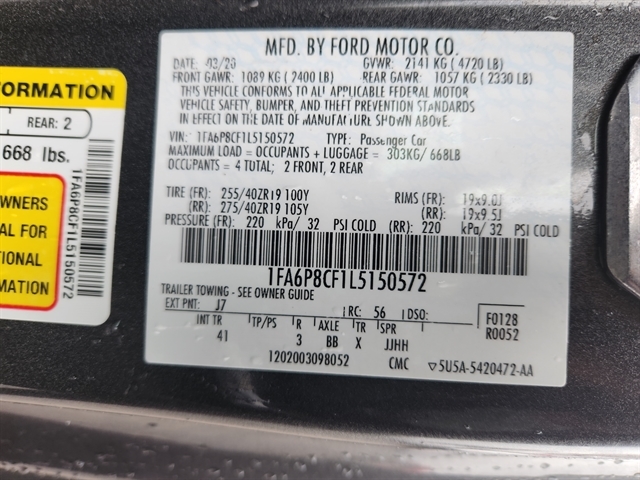 FORMATION
REAR: 2
668 lbs.
OWNERS
AL FOR
TIONAL
RMATION
1FA6P8CF1L5150572
MFD. BY FORD MOTOR CO.
DATE: 03/20 GVWR: 2141 KG ( 4720 LB)
FRONT GAWR: 1089 KG ( 2400 LB) REAR GAWR: 1057 KG ( 2330 LB)
THIS VEHICLE CONFORMS TO ALL APPLICABLE FEDERAL MOTOR
VEHICLE SAFETY, BUMPER, AND THEFT PREVENTION STANDARDS
IN EFFECT ON THE DATE OF MANUFACTURE SHOWN ABOVE.
VIN: 1FA6P8CF1L5150572 TYPE: Passenger Car
MAXIMUM LOAD = OCCUPANTS + LUGGAGE = 303KG/ 668LB
OCCUPANTS = 4 TOTAL; 2 FRONT, 2 REAR
TIRE (FR): 255/40ZR19 100Y RIMS (FR): 19x9.0J
(RR): 275/40ZR19 105Y (RR): 19x9.5J
PRESSURE (FR): 220 kPa/ 32 PSI COLD (RR): 220 kPa/ 32 PSI COLD
1FA6P8CF1L5150572
TRAILER TOWING - SEE OWNER GUIDE
EXT PNT: J7 RC: 56 DSO: F0128
INT TR TP/PS R AXLE TR SPR R0052
41 3 BB X JJHH
1202003098052 CMC ▽5U5A-5420472-AA